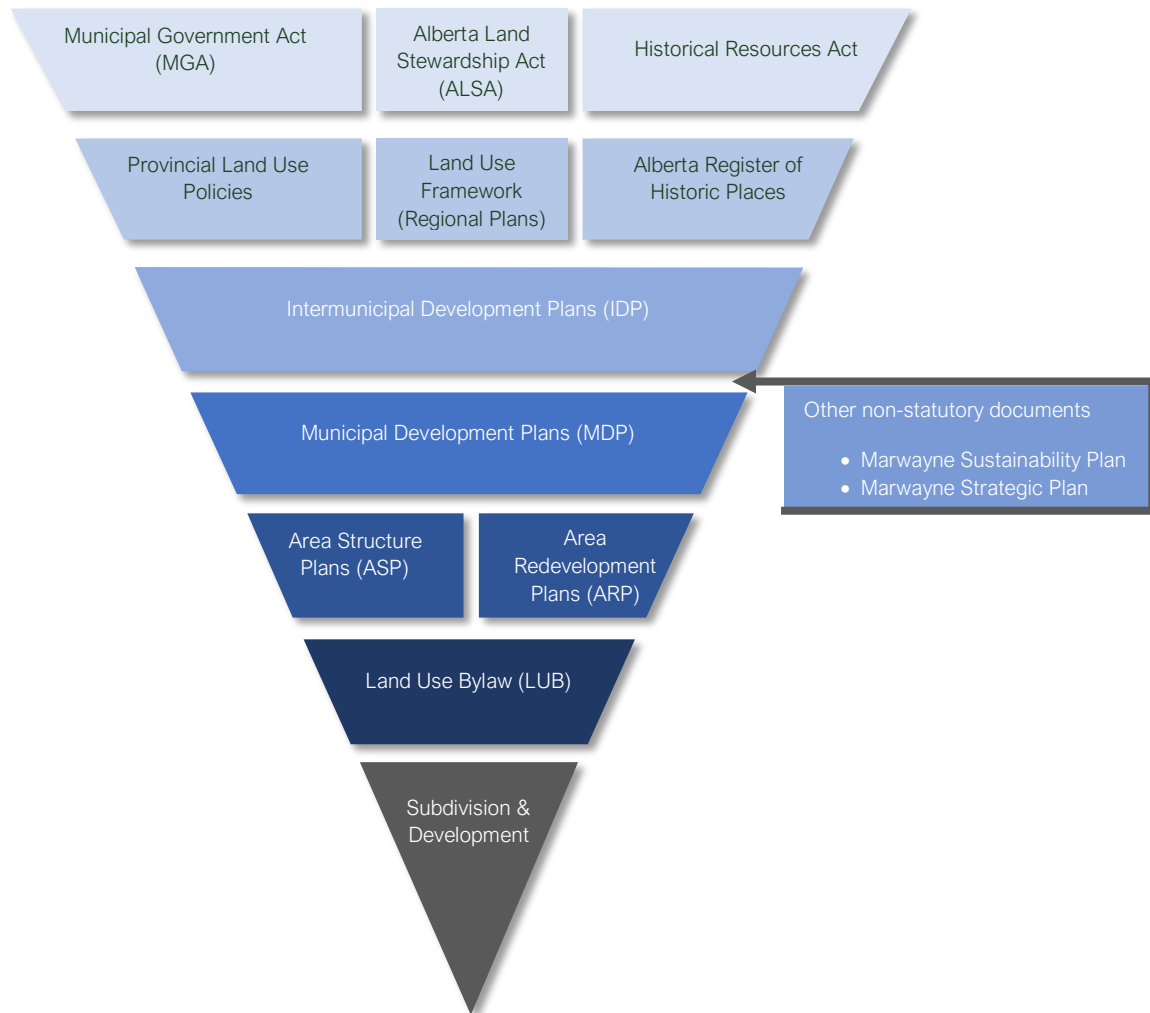 Municipal Government Act
(MGA)
Alberta Land
Stewardship Act
(ALSA)
Historical Resources Act
Provincial Land Use
Policies
Land Use
Framework
(Regional Plans)
Alberta Register of
Historic Places
Intermunicipal Development Plans (IDP)
Municipal Development Plans (MDP)
Other non-statutory documents
• Marwayne Sustainability Plan
• Marwayne Strategic Plan
Area Structure
Plans (ASP)
Area
Redevelopment
Plans (ARP)
Land Use Bylaw (LUB)
Subdivision &
Development